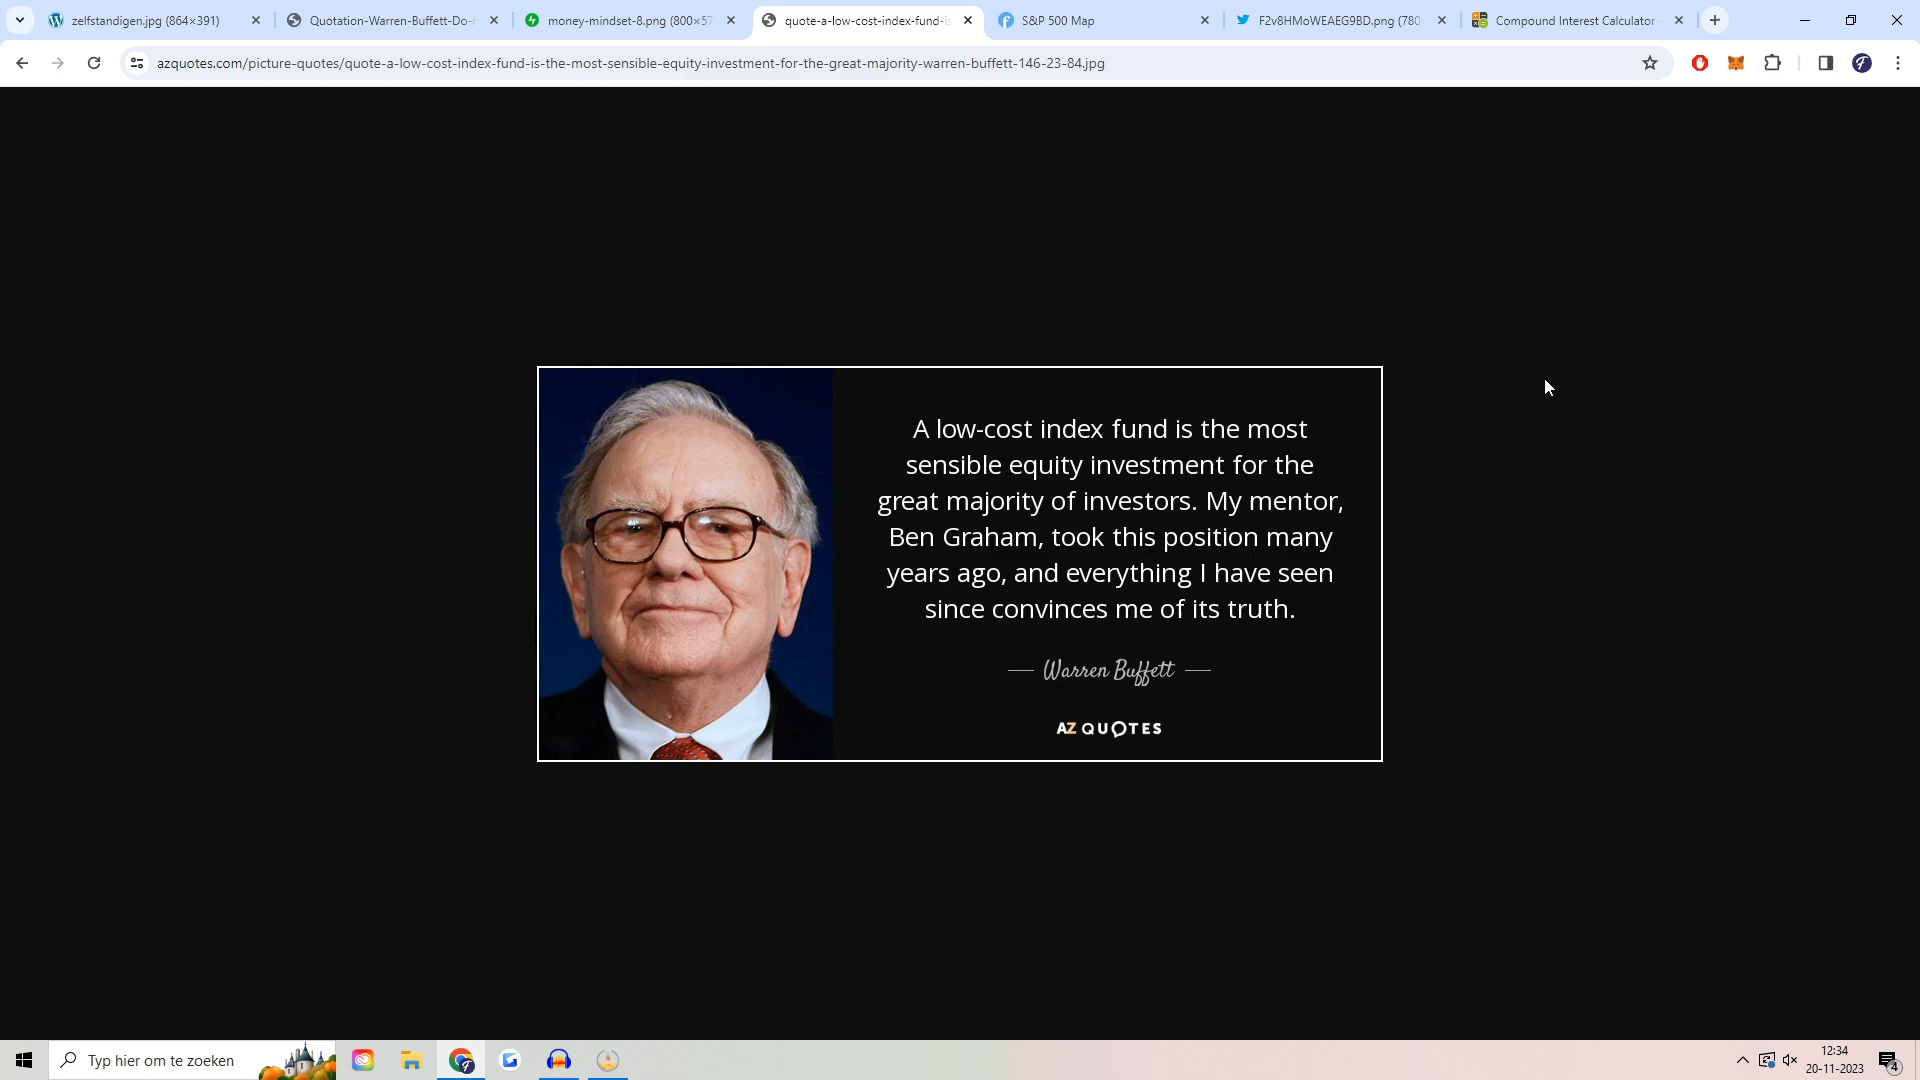 zelfstandigen.jpg (864×391)
Quotation-Warren-Buffett-Do-
money-mindset-8.png (800×57
quote-a-low-cost-index-fund-i
S&P 500 Map
F2v8HMoWEAEG9BD.png (780
Compound Interest Calculator
azquotes.com/picture-quotes/quote-a-low-cost-index-fund-is-the-most-sensible-equity-investment-for-the-great-majority-warren-buffett-146-23-84.jpg
A low-cost index fund is the most
sensible equity investment for the
great majority of investors. My mentor,
Ben Graham, took this position many
years ago, and everything I have seen
since convinces me of its truth.
Warren Buffett
AZ QUOTES
Typ hier om te zoeken
12:34
20-11-2023
4